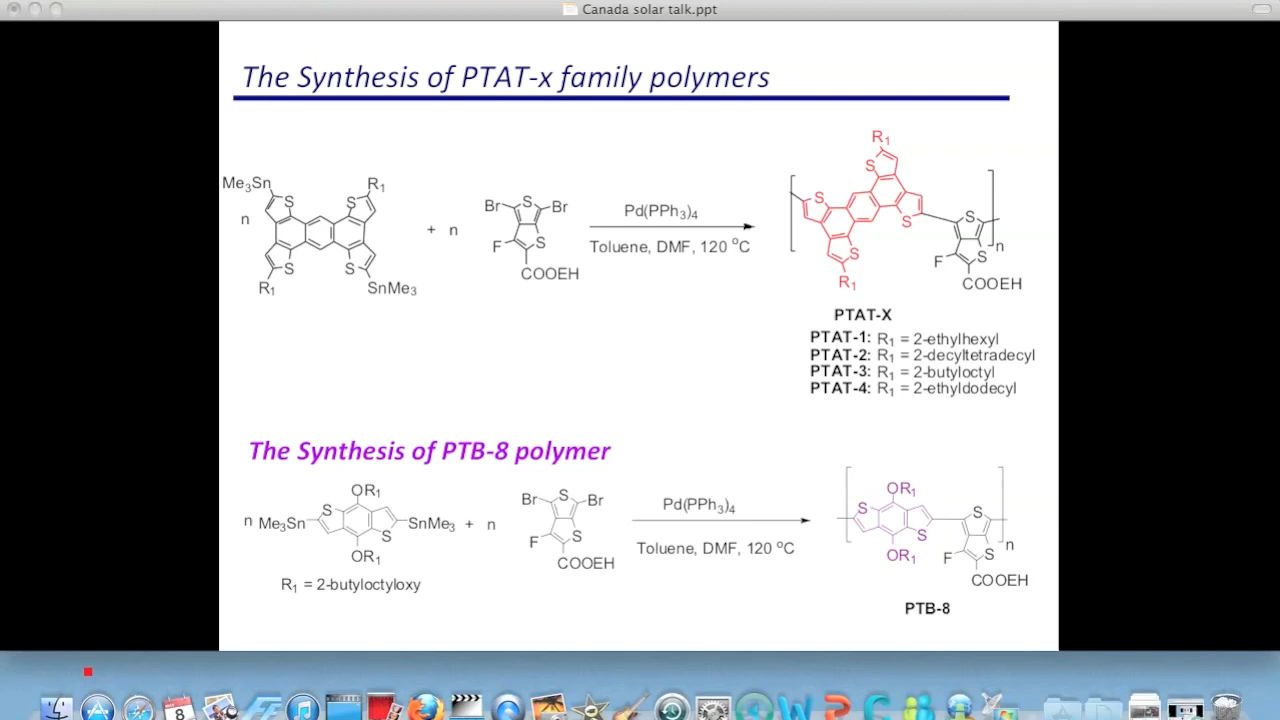 Canada solar talk.ppt
The Synthesis of PTAT-x family polymers
Me3Sn
S
S
R1
n
S
S
R1
SnMe3
+ n
Br
S
Br
F
S
COOEH
Pd(PPh3)4
Toluene, DMF, 120 °C
R1
S
S
S
S
R1
S
F
S
n
COOEH
PTAT-X
PTAT-1: R1 = 2-ethylhexyl
PTAT-2: R1 = 2-decyltetradecyl
PTAT-3: R1 = 2-butyloctyl
PTAT-4: R1 = 2-ethyldodecyl
The Synthesis of PTB-8 polymer
OR1
n Me3Sn
S
S
SnMe3 + n
OR1
R1 = 2-butyloctyloxy
Br
S
Br
F
S
COOEH
Pd(PPh3)4
Toluene, DMF, 120 °C
OR1
S
S
OR1
S
F
S
n
COOEH
PTB-8
8